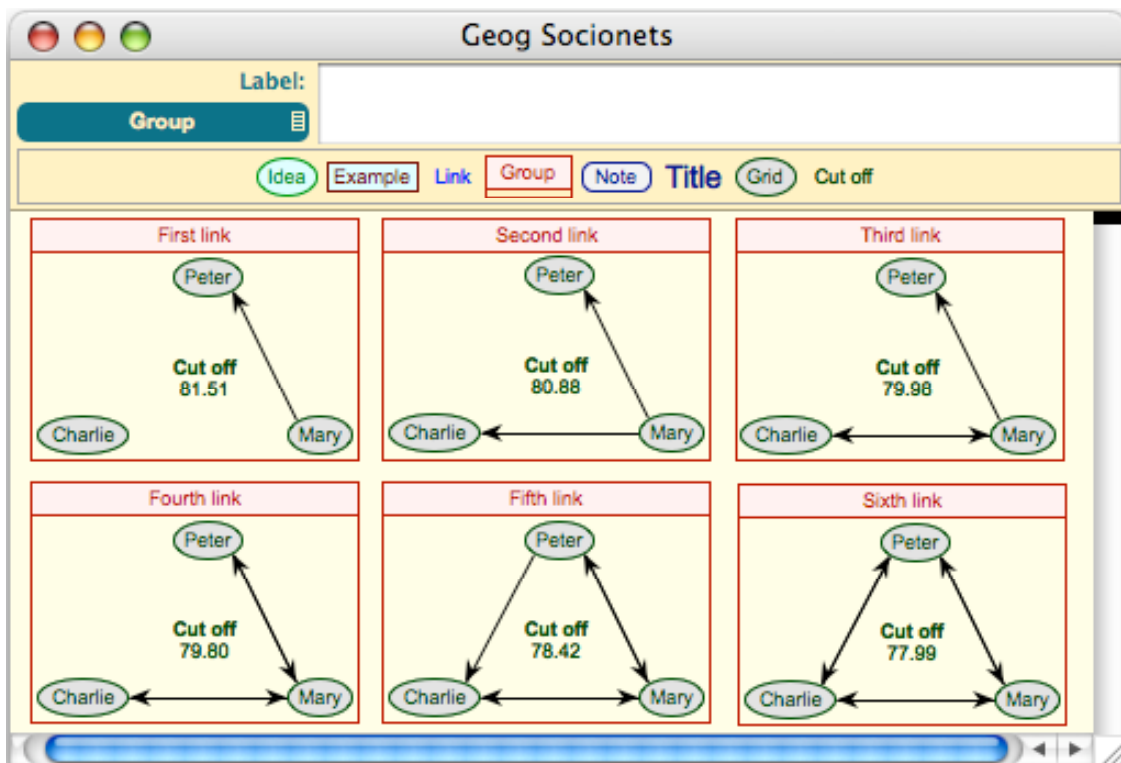 Geog Socionets
Label:
Group
Idea Example Link Group Note Title Grid Cut off
First link
Peter
Cut off
81.51
Charlie Mary
Second link
Peter
Cut off
80.88
Charlie Mary
Third link
Peter
Cut off
79.98
Charlie Mary
Fourth link
Peter
Cut off
79.80
Charlie Mary
Fifth link
Peter
Cut off
78.42
Charlie Mary
Sixth link
Peter
Cut off
77.99
Charlie Mary